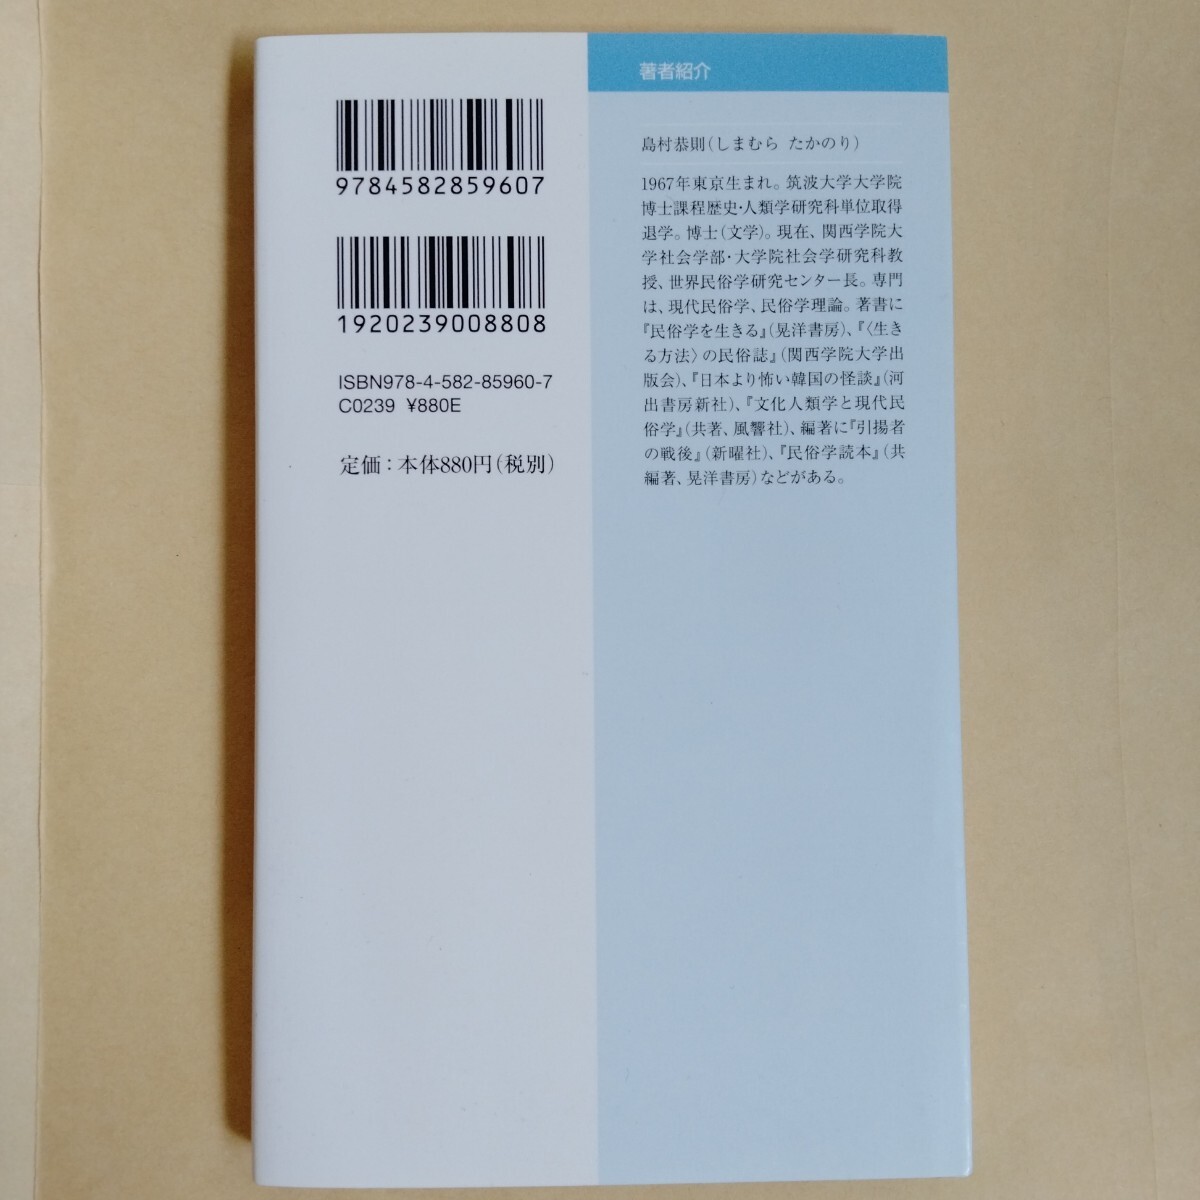 9784582859607
1920239008808
ISBN978-4-582-85960-7
C0239 ¥880E
定価：本体880円（税別）
著者紹介
島村恭則（しまむら たかのり）
1967年東京生まれ。筑波大学大学院
博士課程歴史・人類学研究科単位取得
退学。博士（文学）。現在、関西学院大
学社会学部・大学院社会学研究科教
授、世界民俗学研究センター長。専門
は、現代民俗学、民俗学理論。著書に
『民俗学を生きる』（晃洋書房）、『〈生き
る方法〉の民俗誌』（関西学院大学出
版会）、『日本より怖い韓国の怪談』（河
出書房新社）、『文化人類学と現代民
俗学』（共著、風響社）、編著に『引揚者
の戦後』（新曜社）、『民俗学読本』（共
編著、晃洋書房）などがある。